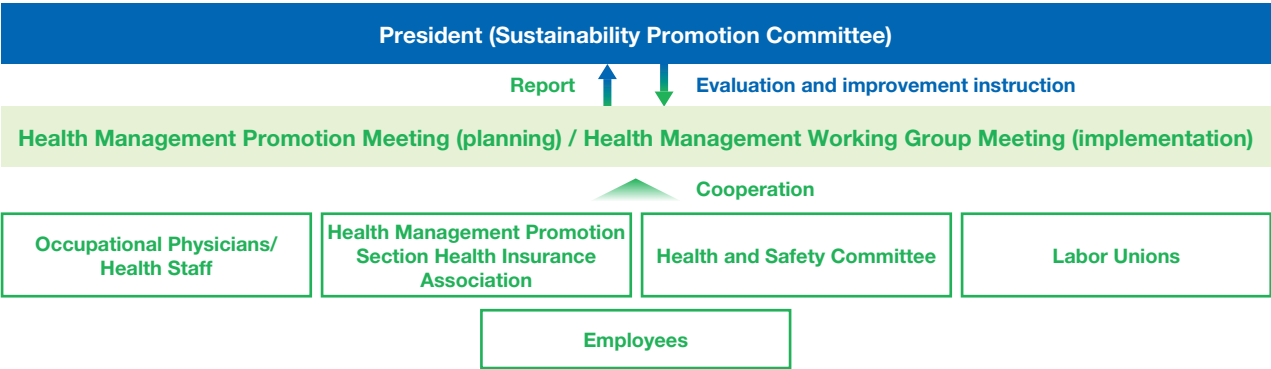 President (Sustainability Promotion Committee)
Report
Evaluation and improvement instruction
Health Management Promotion Meeting (planning) / Health Management Working Group Meeting (implementation)
Cooperation
Occupational Physicians/
Health Staff
Health Management Promotion
Section Health Insurance
Association
Health and Safety Committee
Labor Unions
Employees